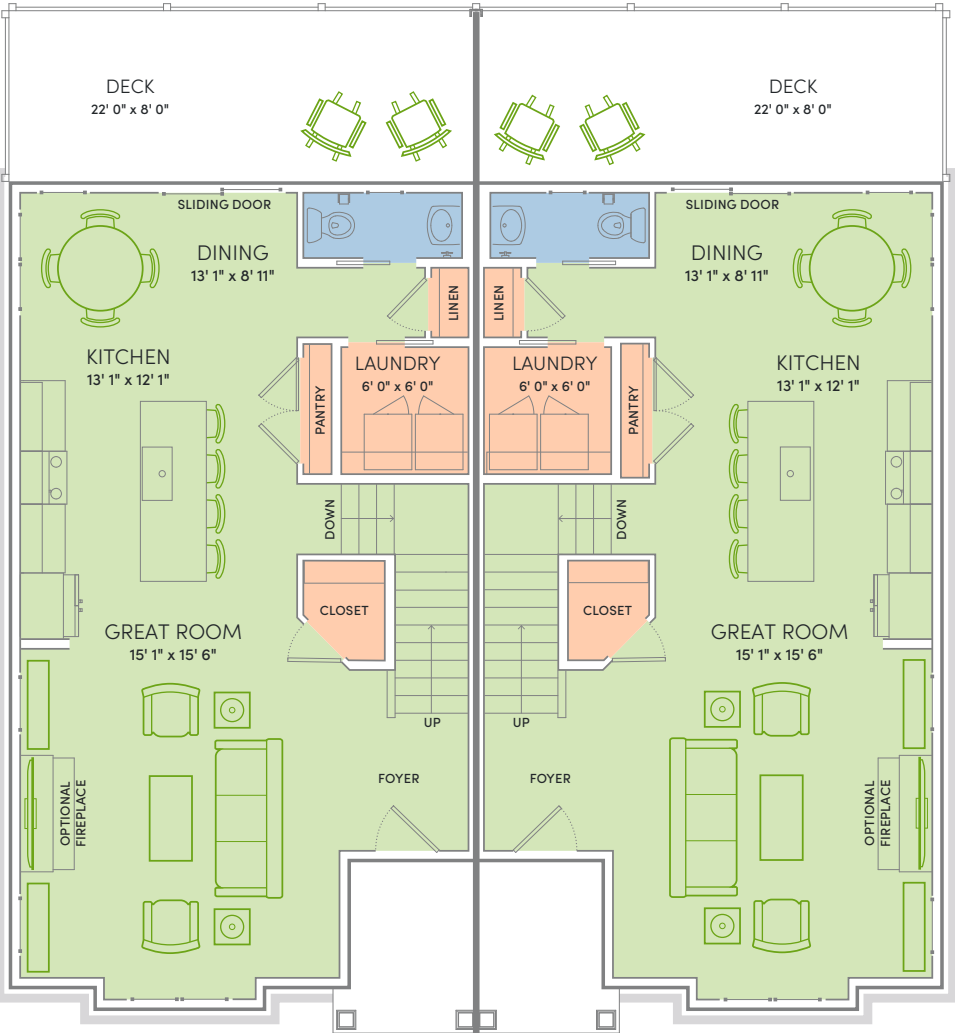 DECK
22' 0" x 8' 0"
DECK
22' 0" x 8' 0"
SLIDING DOOR
DINING
13' 1" x 8' 11"
SLIDING DOOR
DINING
13' 1" x 8' 11"
LINEN
LINEN
KITCHEN
13' 1" x 12' 1"
LAUNDRY
6' 0" x 6' 0"
LAUNDRY
6' 0" x 6' 0"
KITCHEN
13' 1" x 12' 1"
PANTRY
PANTRY
DOWN
DOWN
CLOSET
CLOSET
GREAT ROOM
15' 1" x 15' 6"
GREAT ROOM
15' 1" x 15' 6"
UP
UP
FOYER
FOYER
OPTIONAL
FIREPLACE
OPTIONAL
FIREPLACE